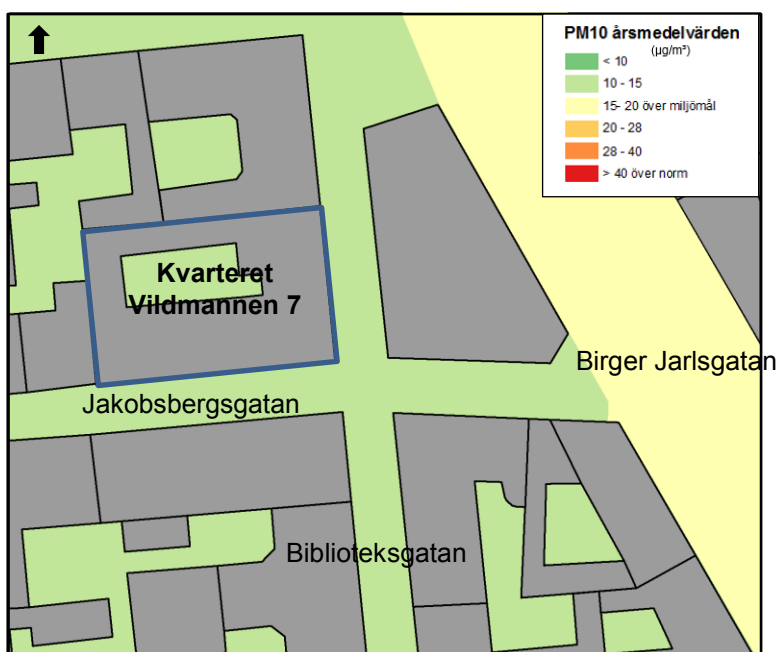 PM10 årsmedelvärden
(µg/m³)
< 10
10 - 15
15- 20 över miljömål
20 - 28
28 - 40
> 40 över norm
Kvarteret
Vildmannen 7
Birger Jarlsgatan
Jakobsbergsgatan
Biblioteksgatan